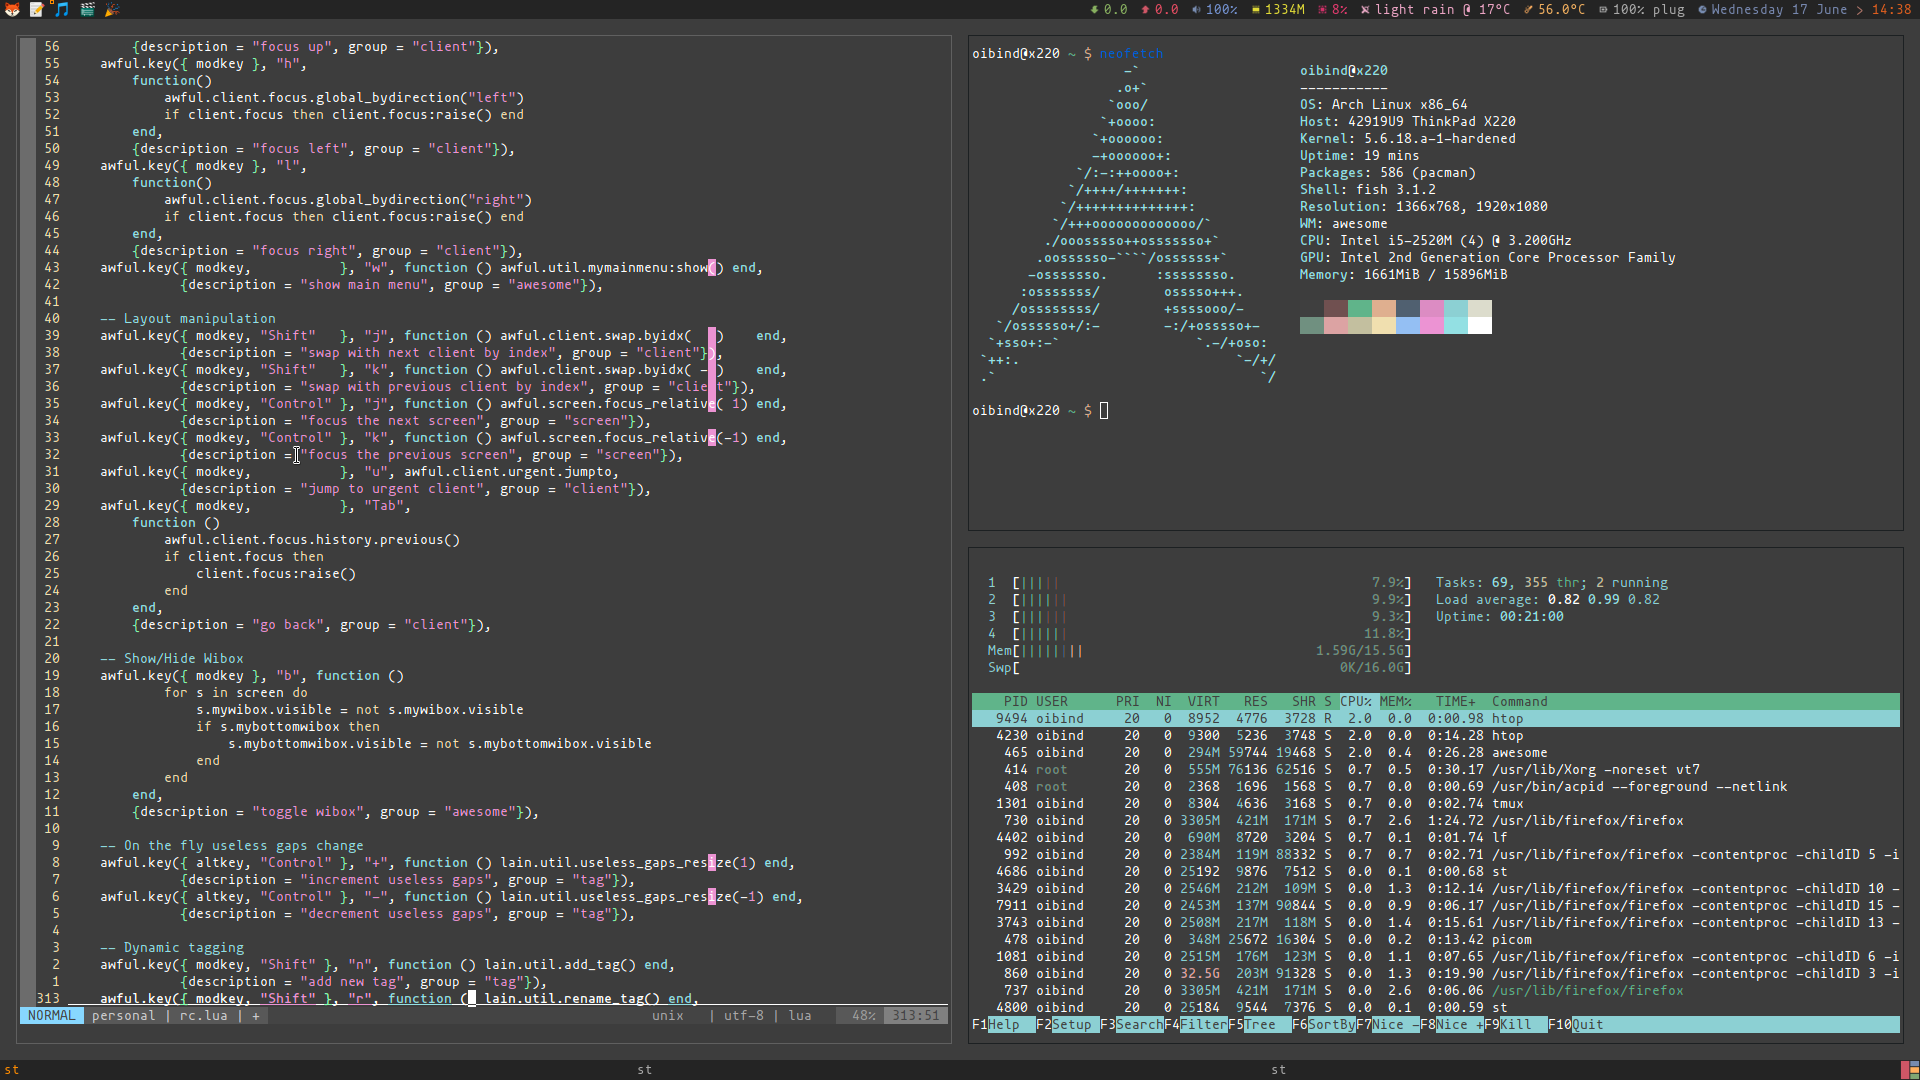 0.0 0.0 100% 1334M 8% light rain @ 17°C 56.0°C 100% plug Wednesday 17 June > 14:38
56 {description = "focus up", group = "client"}),
55 awful.key({ modkey }, "h",
54 function()
53 awful.client.focus.global_bydirection("left")
52 if client.focus then client.focus:raise() end
51 end,
50 {description = "focus left", group = "client"}),
49 awful.key({ modkey }, "l",
48 function()
47 awful.client.focus.global_bydirection("right")
46 if client.focus then client.focus:raise() end
45 end,
44 {description = "focus right", group = "client"}),
43 awful.key({ modkey, }, "w", function () awful.util.mymainmenu:show() end,
42 {description = "show main menu", group = "awesome"}),
41
40 -- Layout manipulation
39 awful.key({ modkey, "Shift" }, "j", function () awful.client.swap.byidx( ) end,
38 {description = "swap with next client by index", group = "client"}),
37 awful.key({ modkey, "Shift" }, "k", function () awful.client.swap.byidx( - ) end,
36 {description = "swap with previous client by index", group = "client"}),
35 awful.key({ modkey, "Control" }, "j", function () awful.screen.focus_relative( 1) end,
34 {description = "focus the next screen", group = "screen"}),
33 awful.key({ modkey, "Control" }, "k", function () awful.screen.focus_relative(-1) end,
32 {description = "focus the previous screen", group = "screen"}),
31 awful.key({ modkey, }, "u", awful.client.urgent.jumpto,
30 {description = "jump to urgent client", group = "client"}),
29 awful.key({ modkey, }, "Tab",
28 function ()
27 awful.client.focus.history.previous()
26 if client.focus then
25 client.focus:raise()
24 end
23 end,
22 {description = "go back", group = "client"}),
21
20 -- Show/Hide Wibox
19 awful.key({ modkey }, "b", function ()
18 for s in screen do
17 s.mywibox.visible = not s.mywibox.visible
16 if s.mybottomwibox then
15 s.mybottomwibox.visible = not s.mybottomwibox.visible
14 end
13 end
12 end,
11 {description = "toggle wibox", group = "awesome"}),
10
9 -- On the fly useless gaps change
8 awful.key({ altkey, "Control" }, "+", function () lain.util.useless_gaps_resize(1) end,
7 {description = "increment useless gaps", group = "tag"}),
6 awful.key({ altkey, "Control" }, "-", function () lain.util.useless_gaps_resize(-1) end,
5 {description = "decrement useless gaps", group = "tag"}),
4
3 -- Dynamic tagging
2 awful.key({ modkey, "Shift" }, "n", function () lain.util.add_tag() end,
1 {description = "add new tag", group = "tag"}),
313 awful.key({ modkey, "Shift" }, "r", function ( lain.util.rename_tag() end,
NORMAL personal | rc.lua | + unix | utf-8 | lua 48% 313:51
oibind@x220 ~ $ neofetch
-`
.o+`
`ooo/
`+oooo:
`+oooooo:
-+oooooo+:
`/:-:++oooo+:
`/++++/+++++++:
`/++++++++++++++:
`/+++ooooooooooooo/`
./ooosssso++osssssso+`
.oossssso-````/ossssss+`
-osssssso. :ssssssso.
:osssssss/ osssso+++.
/ossssssss/ +ssssooo/-
`/ossssso+/:- -:/+osssso+-
`+sso+:-` `.-/+oso:
`++:. `-/+/
.` `/
oibind@x220
-----------
OS: Arch Linux x86_64
Host: 42919U9 ThinkPad X220
Kernel: 5.6.18.a-1-hardened
Uptime: 19 mins
Packages: 586 (pacman)
Shell: fish 3.1.2
Resolution: 1366x768, 1920x1080
WM: awesome
CPU: Intel i5-2520M (4) @ 3.200GHz
GPU: Intel 2nd Generation Core Processor Family
Memory: 1661MiB / 15896MiB
oibind@x220 ~ $
1 [||||| 7.9%] Tasks: 69, 355 thr; 2 running
2 [|||||| 9.9%] Load average: 0.82 0.99 0.82
3 [|||||| 9.3%] Uptime: 00:21:00
4 [|||||| 11.8%]
Mem[|||||||| 1.59G/15.5G]
Swp[ 0K/16.0G]
PID USER PRI NI VIRT RES SHR S CPU% MEM% TIME+ Command
9494 oibind 20 0 8952 4776 3728 R 2.0 0.0 0:00.98 htop
4230 oibind 20 0 9300 5236 3748 S 2.0 0.0 0:14.28 htop
465 oibind 20 0 294M 59744 19468 S 2.0 0.4 0:26.28 awesome
414 root 20 0 555M 76136 62516 S 0.7 0.5 0:30.17 /usr/lib/Xorg -noreset vt7
408 root 20 0 2368 1696 1568 S 0.7 0.0 0:00.69 /usr/bin/acpid --foreground --netlink
1301 oibind 20 0 8304 4636 3168 S 0.7 0.0 0:02.74 tmux
730 oibind 20 0 3305M 421M 171M S 0.7 2.6 1:24.72 /usr/lib/firefox/firefox
4402 oibind 20 0 690M 8720 3204 S 0.7 0.1 0:01.74 lf
992 oibind 20 0 2384M 119M 88332 S 0.7 0.7 0:02.71 /usr/lib/firefox/firefox -contentproc -childID 5 -i
4686 oibind 20 0 25192 9876 7512 S 0.0 0.1 0:00.68 st
3429 oibind 20 0 2546M 212M 109M S 0.0 1.3 0:12.14 /usr/lib/firefox/firefox -contentproc -childID 10 -
7911 oibind 20 0 2453M 137M 90844 S 0.0 0.9 0:06.17 /usr/lib/firefox/firefox -contentproc -childID 15 -
3743 oibind 20 0 2508M 217M 118M S 0.0 1.4 0:15.61 /usr/lib/firefox/firefox -contentproc -childID 13 -
478 oibind 20 0 348M 25672 16304 S 0.0 0.2 0:13.42 picom
1081 oibind 20 0 2515M 176M 123M S 0.0 1.1 0:07.65 /usr/lib/firefox/firefox -contentproc -childID 6 -i
860 oibind 20 0 32.5G 203M 91328 S 0.0 1.3 0:19.90 /usr/lib/firefox/firefox -contentproc -childID 3 -i
737 oibind 20 0 3305M 421M 171M S 0.0 2.6 0:06.06 /usr/lib/firefox/firefox
4800 oibind 20 0 25184 9544 7376 S 0.0 0.1 0:00.59 st
F1Help F2Setup F3SearchF4FilterF5Tree F6SortByF7Nice -F8Nice +F9Kill F10Quit
st st st